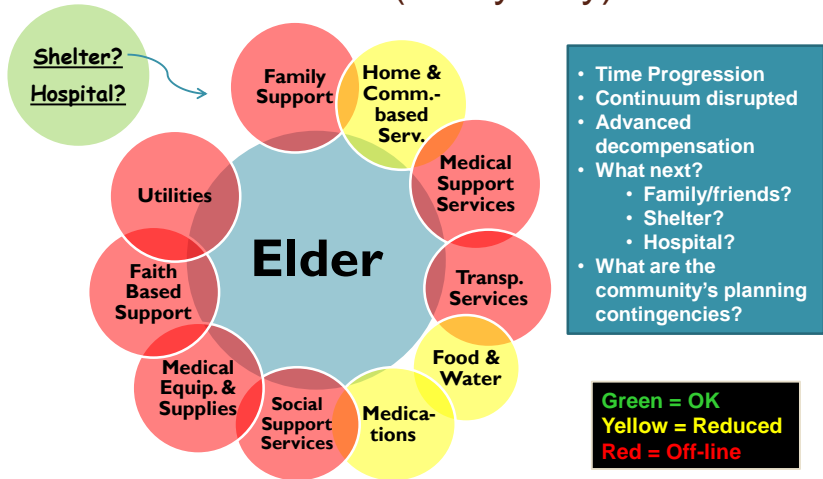 Shelter?
Hospital?
Family
Support
Home &
Comm.-
based
Serv.
Medical
Support
Services
Transp.
Services
Food &
Water
Medica-
tions
Social
Support
Services
Medical
Equip. &
Supplies
Faith
Based
Support
Utilities
Elder
• Time Progression
• Continuum disrupted
• Advanced
decompensation
• What next?
• Family/friends?
• Shelter?
• Hospital?
• What are the
community’s planning
contingencies?
Green = OK
Yellow = Reduced
Red = Off-line